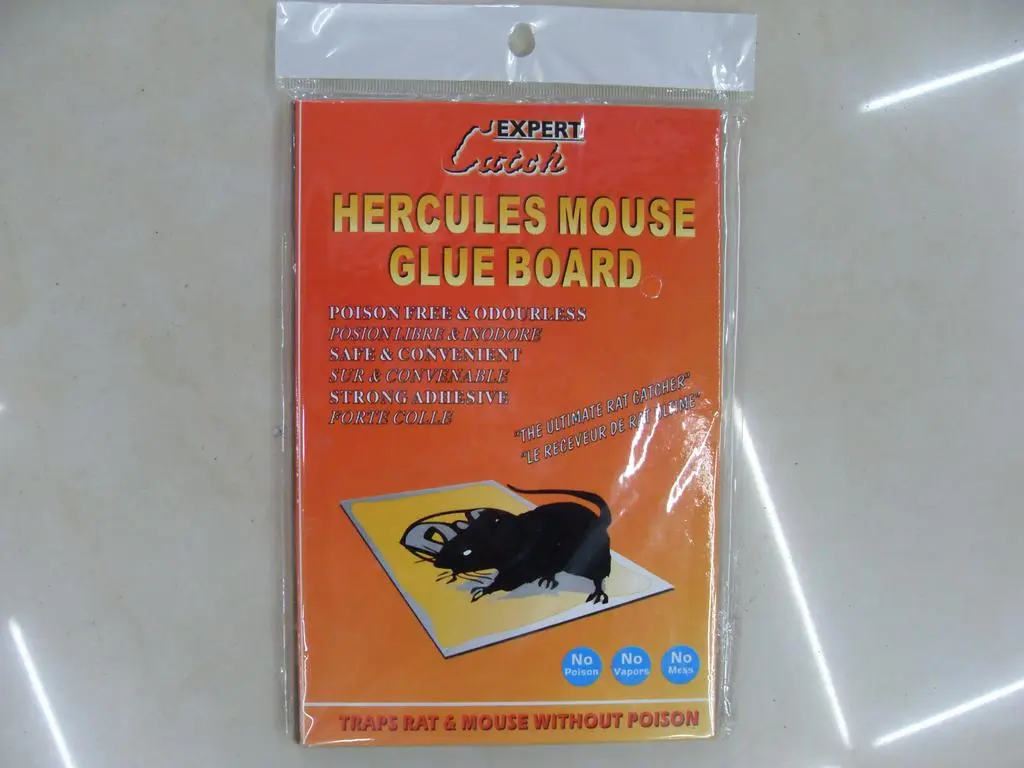 EXPERT
Catch
HERCULES MOUSE
GLUE BOARD
POISON FREE & ODOURLESS
POSION LIBRE & INODORE
SAFE & CONVENIENT
SUR & CONVENABLE
STRONG ADHESIVE
FORTE COLLE
"THE ULTIMATE RAT CATCHER"
"LE RECEVEUR DE
No
Poison
No
Vapors
No
Mess
TRAPS RAT & MOUSE WITHOUT POISON